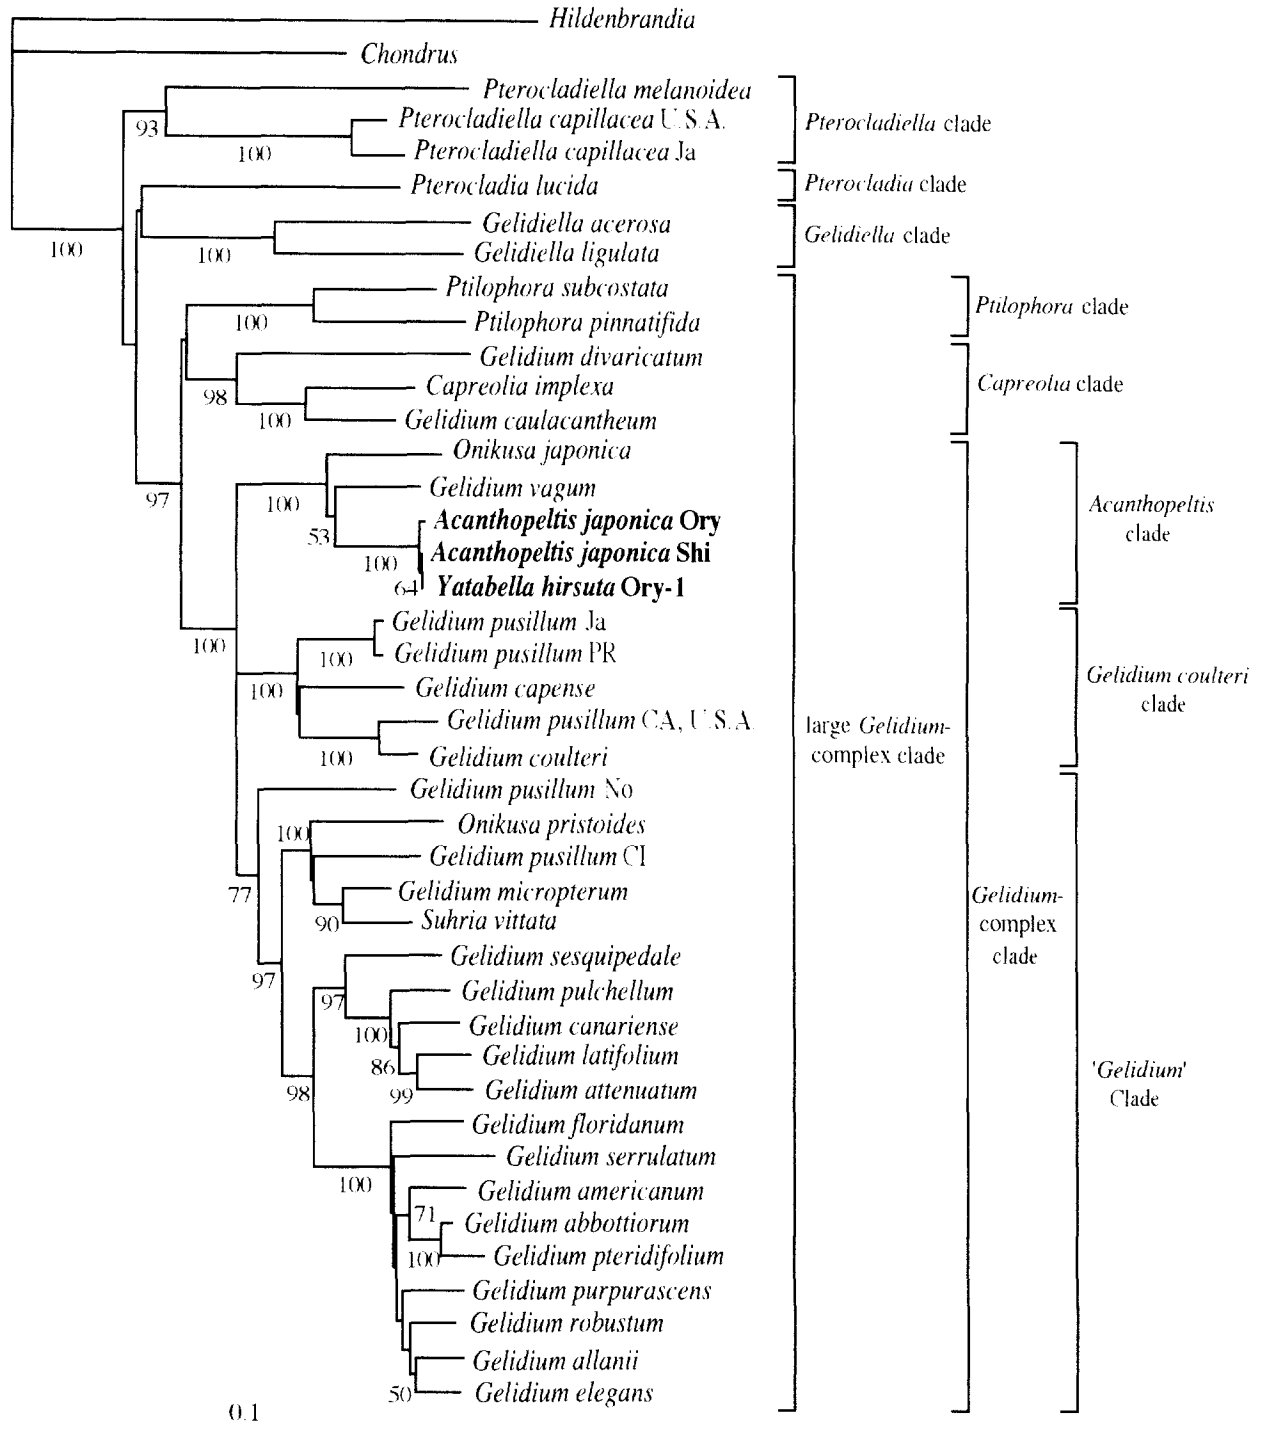 Hildenbrandia
Chondrus
Pterocladiella melanoidea
93
Pterocladiella capillacea U.S.A.
Pterocladiella clade
100
Pterocladiella capillacea Ja
Pterocladia lucida
Pterocladia clade
Gelidiella acerosa
Gelidiella clade
100
100
Gelidiella ligulata
Ptilophora subcostata
Ptilophora clade
100
Ptilophora pinnatifida
Gelidium divaricatum
Capreolia implexa
Capreolia clade
98
100
Gelidium caulacantheum
Onikusa japonica
97
100
Gelidium vagum
Acanthopeltis
clade
53
Acanthopeltis japonica Ory
100
Acanthopeltis japonica Shi
64
Yatabella hirsuta Ory-1
Gelidium pusillum Ja
100
100
Gelidium pusillum PR
Gelidium coulteri
clade
100
Gelidium capense
Gelidium pusillum CA, U.S.A.
large Gelidium-
complex clade
100
Gelidium coulteri
Gelidium pusillum No
100
Onikusa pristoides
Gelidium pusillum CI
77
Gelidium micropterum
Gelidium-
complex
clade
90
Suhria vittata
Gelidium sesquipedale
97
97
Gelidium pulchellum
100
Gelidium canariense
86
Gelidium latifolium
'Gelidium'
Clade
98
99
Gelidium attenuatum
Gelidium floridanum
Gelidium serrulatum
100
Gelidium americanum
71
Gelidium abbottiorum
100
Gelidium pteridifolium
Gelidium purpurascens
Gelidium robustum
Gelidium allanii
50
Gelidium elegans
0.1